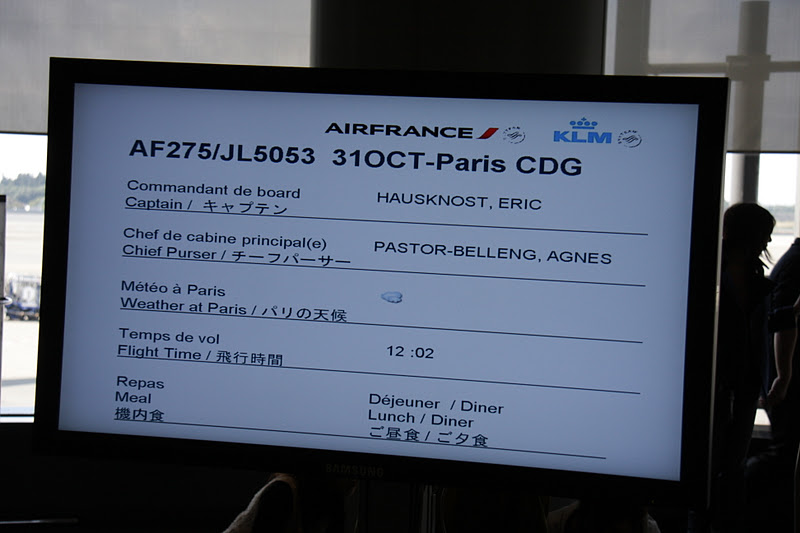 AIRFRANCE KLM
AF275/JL5053 31OCT-Paris CDG
Commandant de board
Captain / キャプテン HAUSKNOST, ERIC
Chef de cabine principal(e)
Chief Purser / チーフパーサー PASTOR-BELLENG, AGNES
Météo à Paris
Weather at Paris / パリの天候
Temps de vol
Flight Time / 飛行時間 12 :02
Repas
Meal
機内食
Déjeuner / Diner
Lunch / Diner
ご昼食 / ご夕食
SAMSUNG